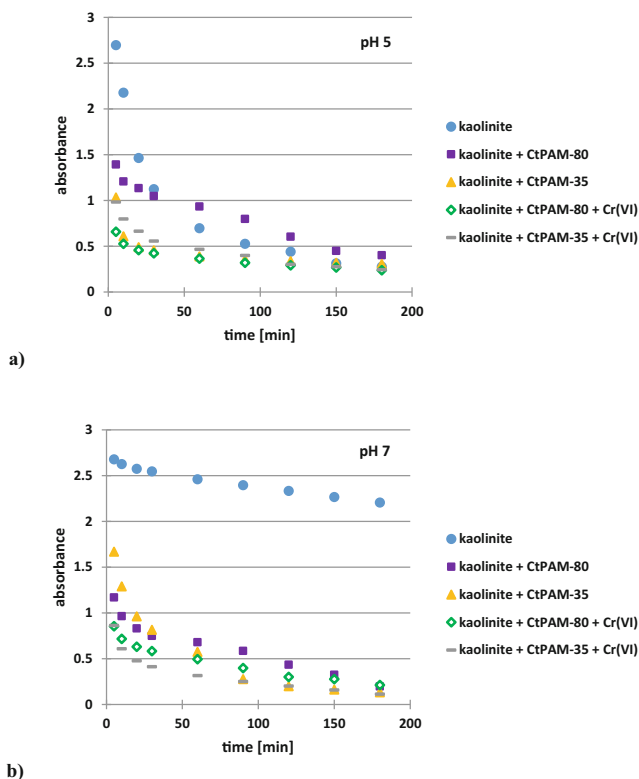 3
pH 5
2.5
2
1.5
1
0.5
0
absorbance
0
50
100
150
200
time [min]
kaolinite
kaolinite + CtPAM-80
kaolinite + CtPAM-35
kaolinite + CtPAM-80 + Cr(VI)
kaolinite + CtPAM-35 + Cr(VI)
a)
3
pH 7
2.5
2
1.5
1
0.5
0
absorbance
0
50
100
150
200
time [min]
kaolinite
kaolinite + CtPAM-80
kaolinite + CtPAM-35
kaolinite + CtPAM-80 + Cr(VI)
kaolinite + CtPAM-35 + Cr(VI)
b)